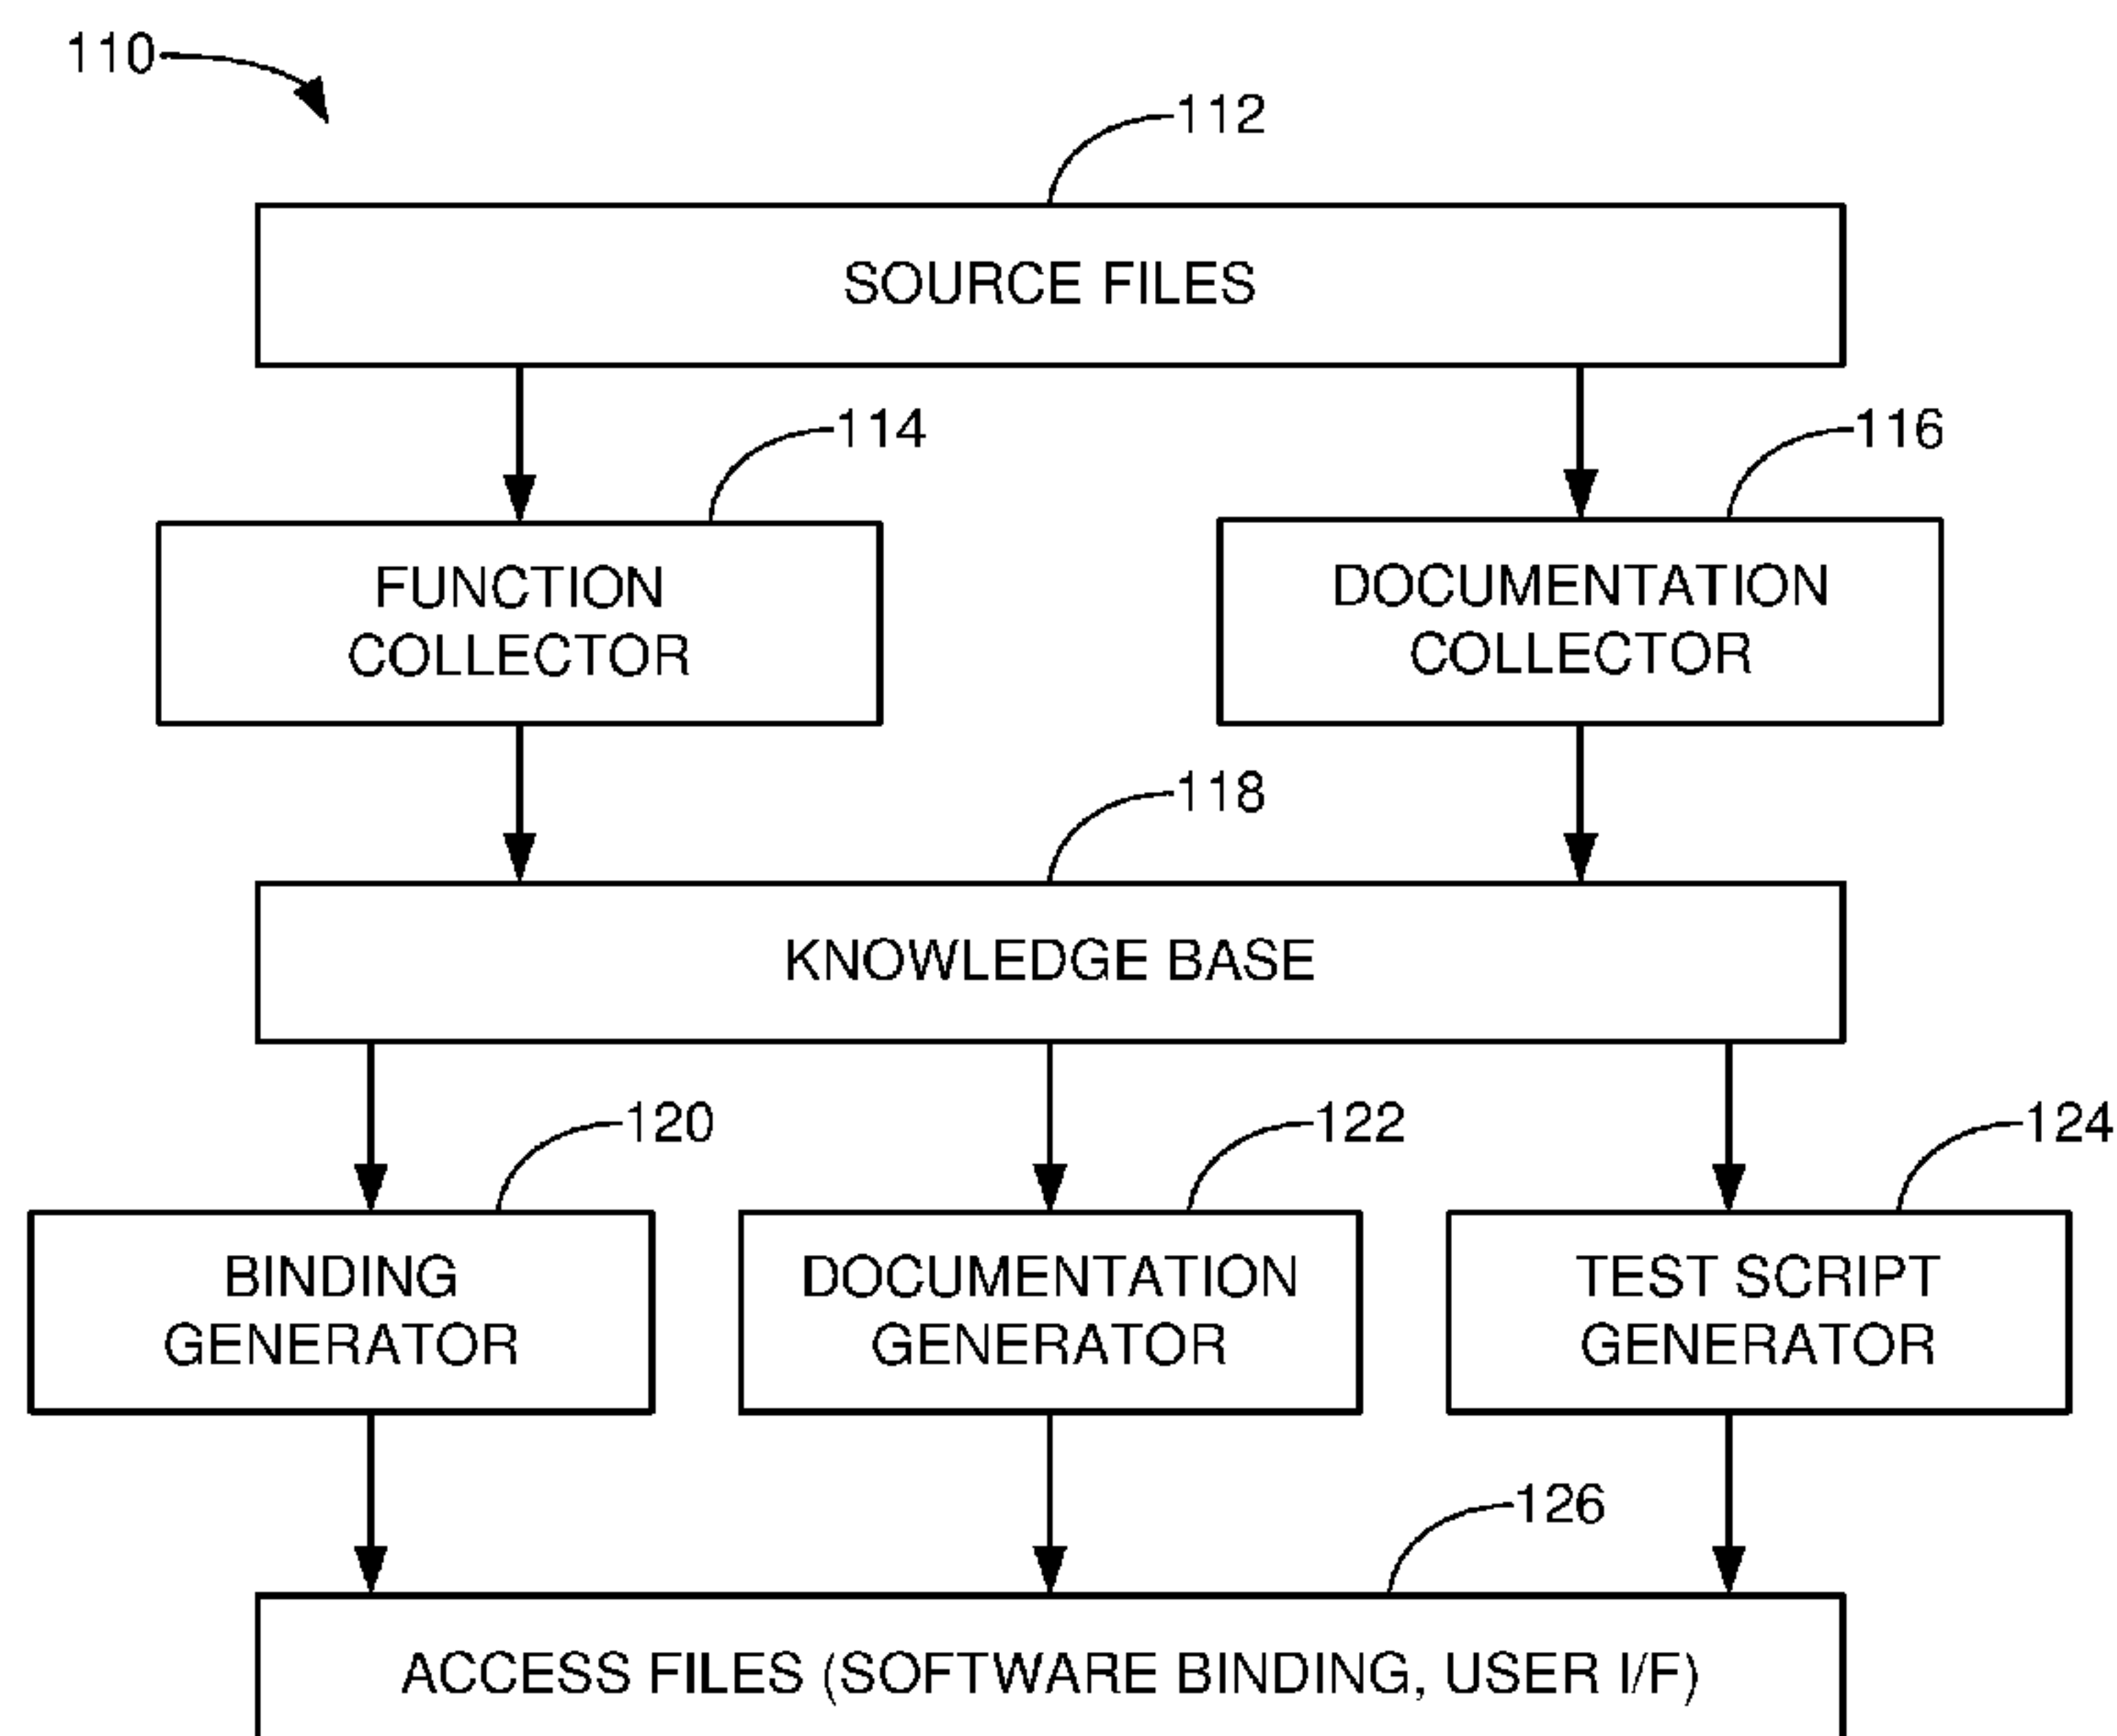 110
112
SOURCE FILES
114
116
FUNCTION
COLLECTOR
DOCUMENTATION
COLLECTOR
118
KNOWLEDGE BASE
120
122
124
BINDING
GENERATOR
DOCUMENTATION
GENERATOR
TEST SCRIPT
GENERATOR
126
ACCESS FILES (SOFTWARE BINDING, USER I/F)